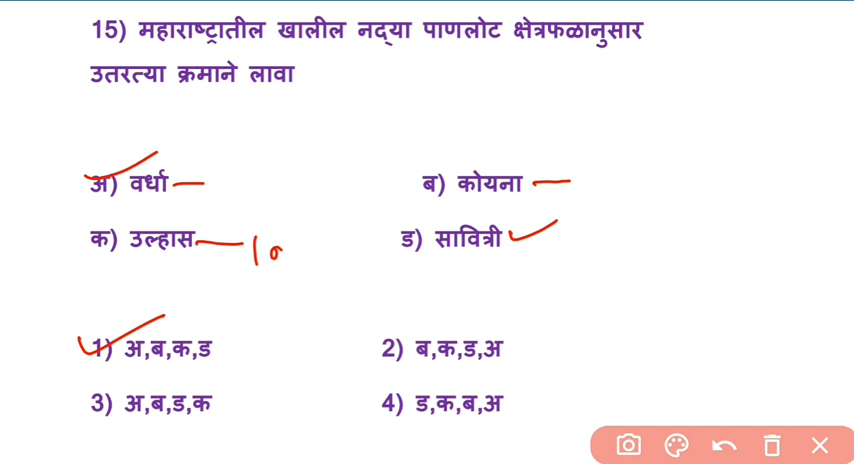 15) महाराष्ट्रातील खालील नद्या पाणलोट क्षेत्रफळानुसार
उतरत्या क्रमाने लावा
अ) वर्धा ब) कोयना
क) उल्हास ड) सावित्री
1) अ,ब,क,ड 2) ब,क,ड,अ
3) अ,ब,ड,क 4) ड,क,ब,अ